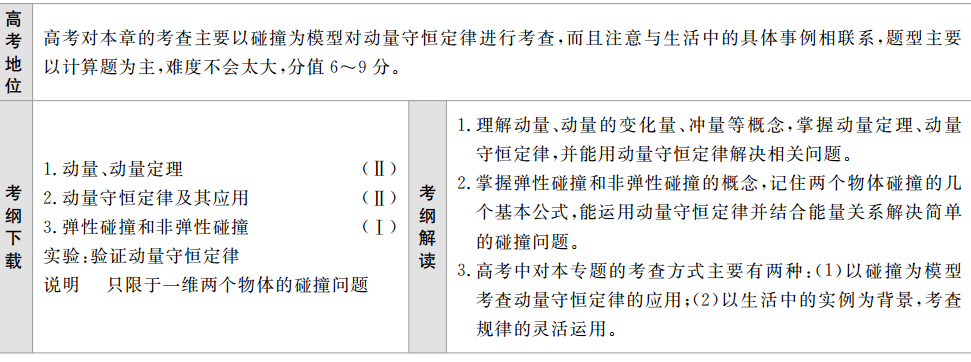 高考地位
高考对本章的考查主要以碰撞为模型对动量守恒定律进行考查,而且注意与生活中的具体事例相联系,题型主要
以计算题为主,难度不会太大,分值 6～9 分。
考纲下载
1. 动量、动量定理 (Ⅱ)
2. 动量守恒定律及其应用 (Ⅱ)
3. 弹性碰撞和非弹性碰撞 (Ⅰ)
实验:验证动量守恒定律
说明 只限于一维两个物体的碰撞问题
考纲解读
1. 理解动量、动量的变化量、冲量等概念,掌握动量定理、动量
守恒定律,并能用动量守恒定律解决相关问题。
2. 掌握弹性碰撞和非弹性碰撞的概念,记住两个物体碰撞的几
个基本公式,能运用动量守恒定律并结合能量关系解决简单
的碰撞问题。
3. 高考中对本专题的考查方式主要有两种:(1)以碰撞为模型
考查动量守恒定律的应用;(2)以生活中的实例为背景,考查
规律的灵活运用。